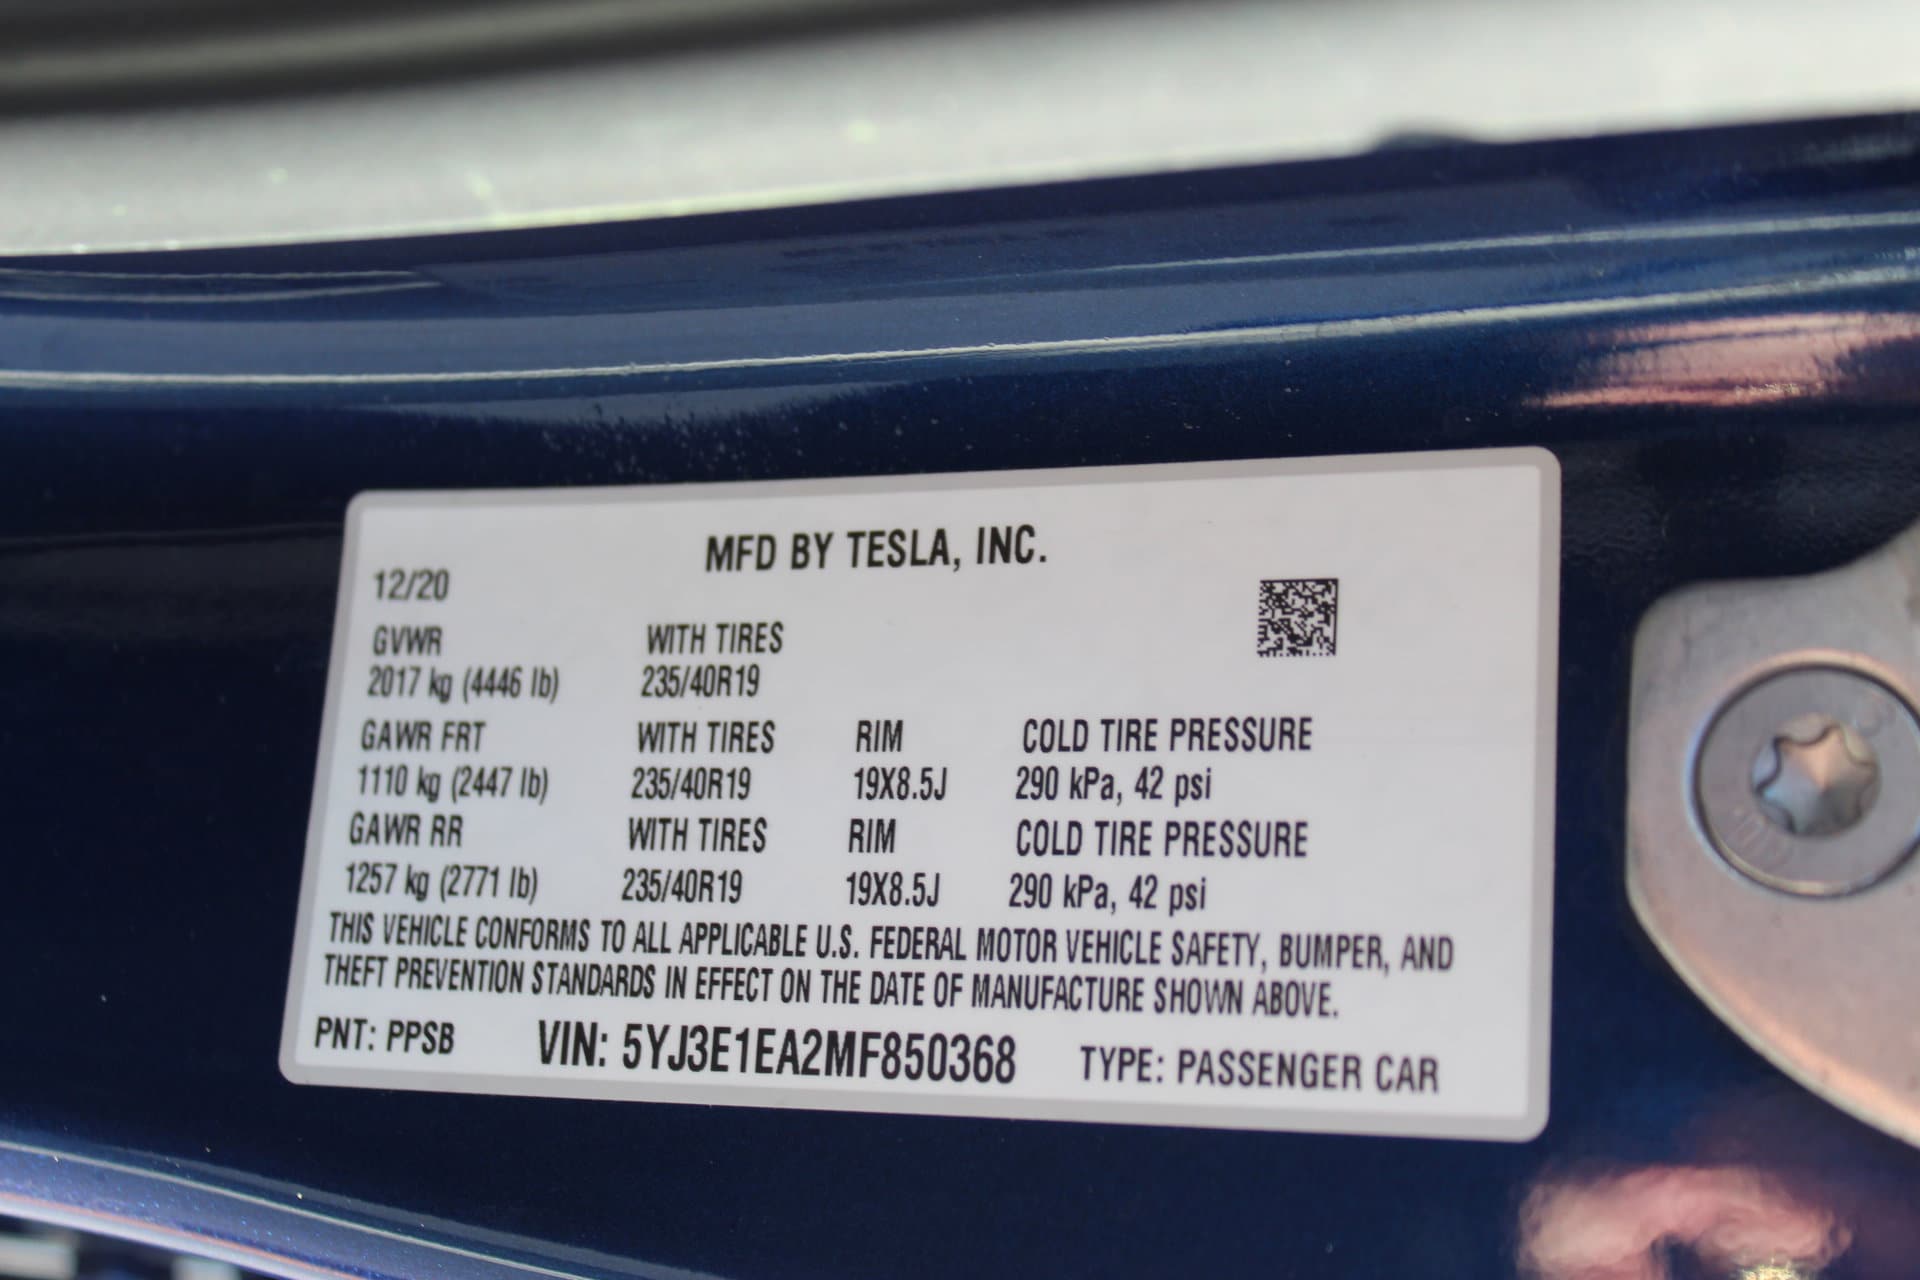 MFD BY TESLA, INC.
12/20
GVWR WITH TIRES
2017 kg (4446 lb) 235/40R19
GAWR FRT WITH TIRES RIM COLD TIRE PRESSURE
1110 kg (2447 lb) 235/40R19 19X8.5J 290 kPa, 42 psi
GAWR RR WITH TIRES RIM COLD TIRE PRESSURE
1257 kg (2771 lb) 235/40R19 19X8.5J 290 kPa, 42 psi
THIS VEHICLE CONFORMS TO ALL APPLICABLE U.S. FEDERAL MOTOR VEHICLE SAFETY, BUMPER, AND
THEFT PREVENTION STANDARDS IN EFFECT ON THE DATE OF MANUFACTURE SHOWN ABOVE.
PNT: PPSB VIN: 5YJ3E1EA2MF850368 TYPE: PASSENGER CAR